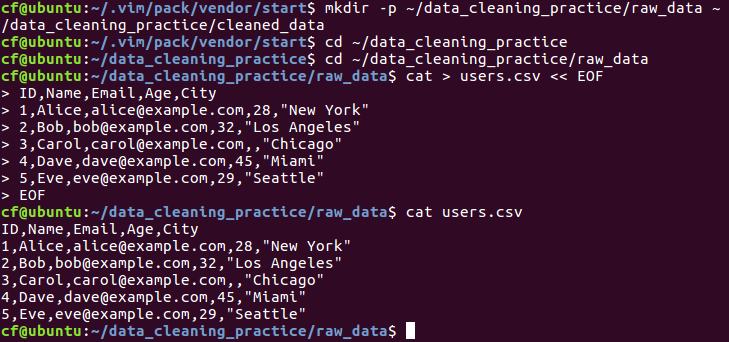 cf@ubuntu:~/.vim/pack/vendor/start$ mkdir -p ~/data_cleaning_practice/raw_data ~
/data_cleaning_practice/cleaned_data
cf@ubuntu:~/.vim/pack/vendor/start$ cd ~/data_cleaning_practice
cf@ubuntu:~/data_cleaning_practice$ cd ~/data_cleaning_practice/raw_data
cf@ubuntu:~/data_cleaning_practice/raw_data$ cat > users.csv << EOF
> ID,Name,Email,Age,City
> 1,Alice,alice@example.com,28,"New York"
> 2,Bob,bob@example.com,32,"Los Angeles"
> 3,Carol,carol@example.com,,"Chicago"
> 4,Dave,dave@example.com,45,"Miami"
> 5,Eve,eve@example.com,29,"Seattle"
> EOF
cf@ubuntu:~/data_cleaning_practice/raw_data$ cat users.csv
ID,Name,Email,Age,City
1,Alice,alice@example.com,28,"New York"
2,Bob,bob@example.com,32,"Los Angeles"
3,Carol,carol@example.com,,"Chicago"
4,Dave,dave@example.com,45,"Miami"
5,Eve,eve@example.com,29,"Seattle"
cf@ubuntu:~/data_cleaning_practice/raw_data$